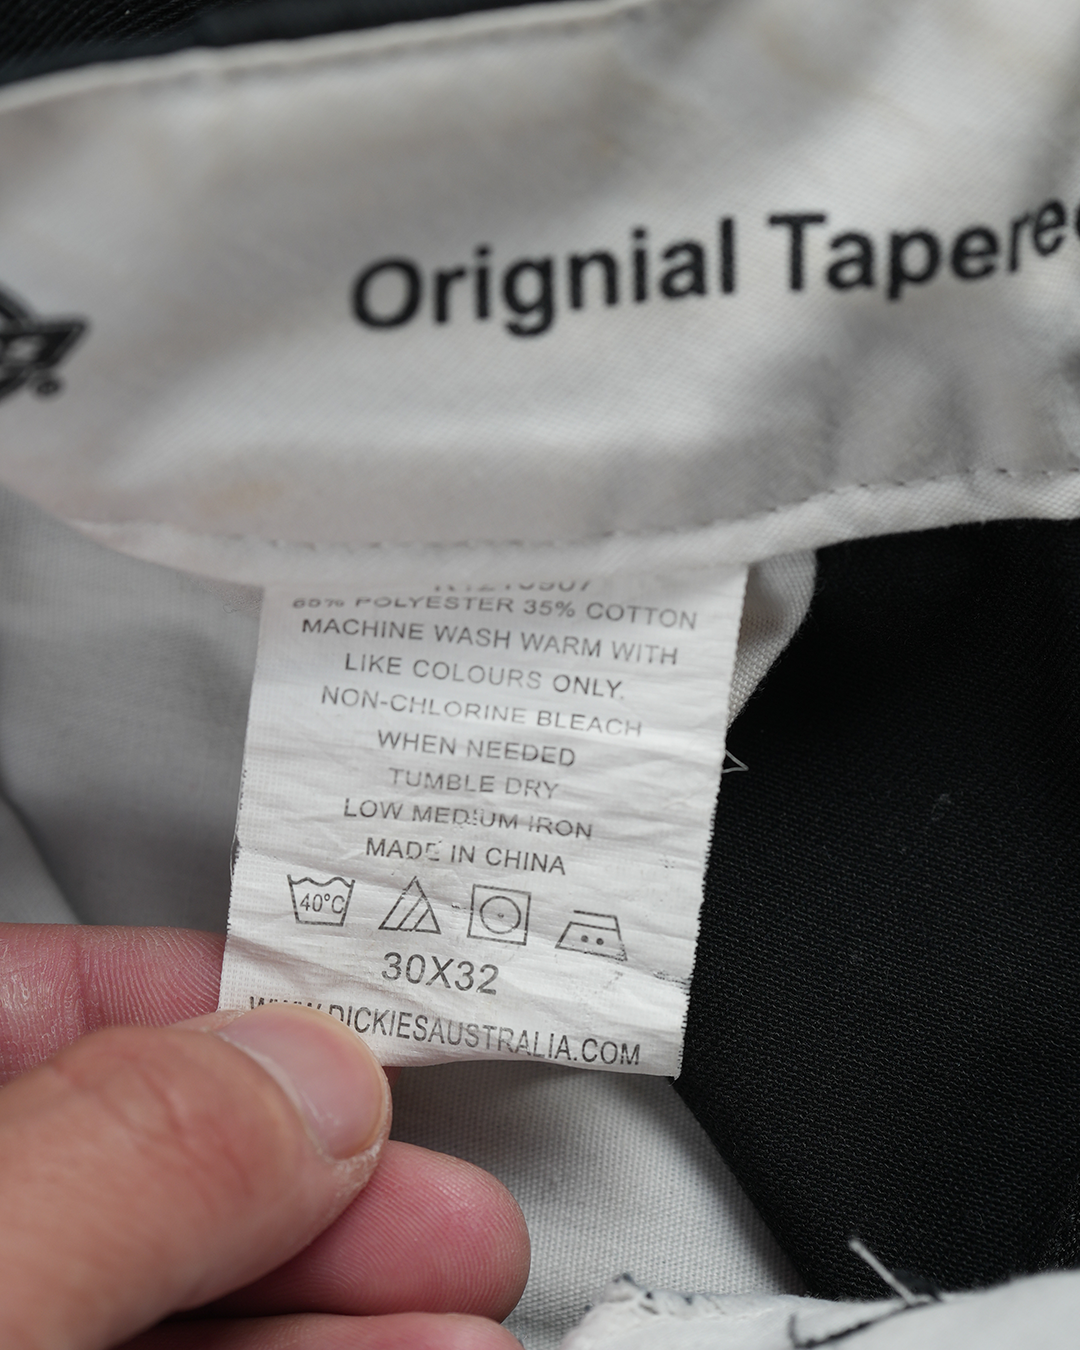 Orignial Tapered
65% POLYESTER 35% COTTON
MACHINE WASH WARM WITH
LIKE COLOURS ONLY.
NON-CHLORINE BLEACH
WHEN NEEDED
TUMBLE DRY
LOW MEDIUM IRON
MADE IN CHINA
40°C
30X32
WWW.DICKIESAUSTRALIA.COM